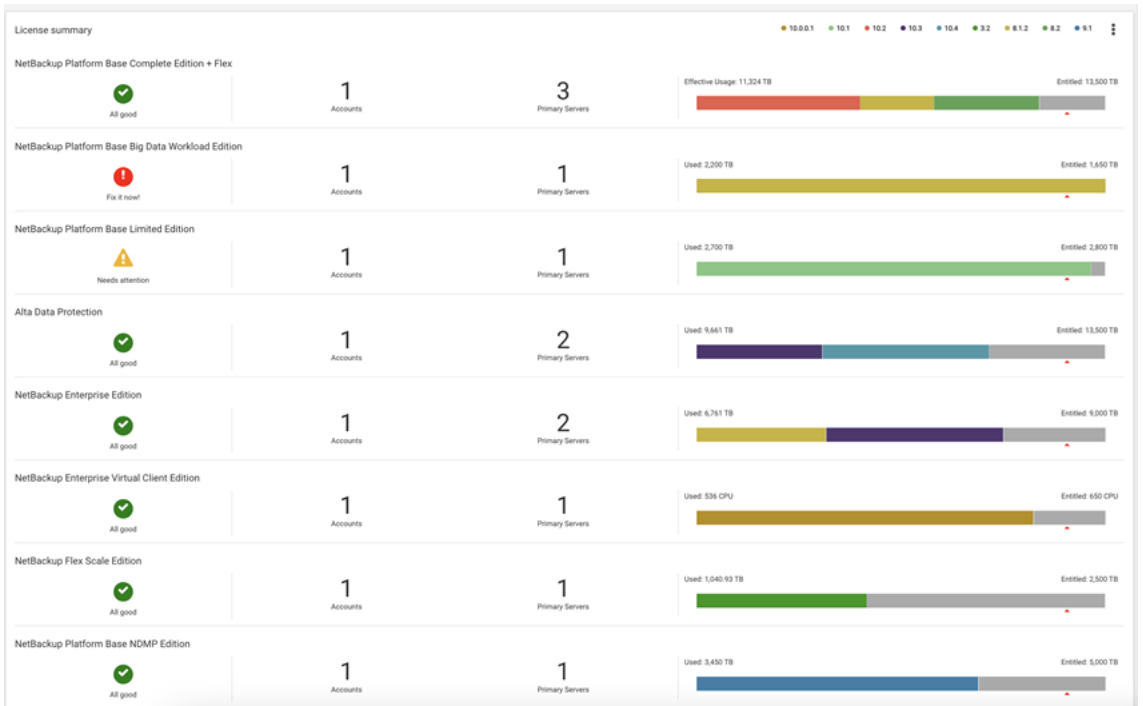 License summary
10.0.0.1 10.1 10.2 10.3 10.4 3.2 8.1.2 8.2 9.1
NetBackup Platform Base Complete Edition + Flex
All good
1
Accounts
3
Primary Servers
Effective Usage: 11,324 TB
Entitled: 13,500 TB
NetBackup Platform Base Big Data Workload Edition
Fix it now!
1
Accounts
1
Primary Servers
Used: 2,200 TB
Entitled: 1,650 TB
NetBackup Platform Base Limited Edition
Needs attention
1
Accounts
1
Primary Servers
Used: 2,700 TB
Entitled: 2,800 TB
Alta Data Protection
All good
1
Accounts
2
Primary Servers
Used: 9,661 TB
Entitled: 13,500 TB
NetBackup Enterprise Edition
All good
1
Accounts
2
Primary Servers
Used: 6,761 TB
Entitled: 9,000 TB
NetBackup Enterprise Virtual Client Edition
All good
1
Accounts
1
Primary Servers
Used: 536 CPU
Entitled: 650 CPU
NetBackup Flex Scale Edition
All good
1
Accounts
1
Primary Servers
Used: 1,040.93 TB
Entitled: 2,500 TB
NetBackup Platform Base NDMP Edition
All good
1
Accounts
1
Primary Servers
Used: 3,450 TB
Entitled: 5,000 TB